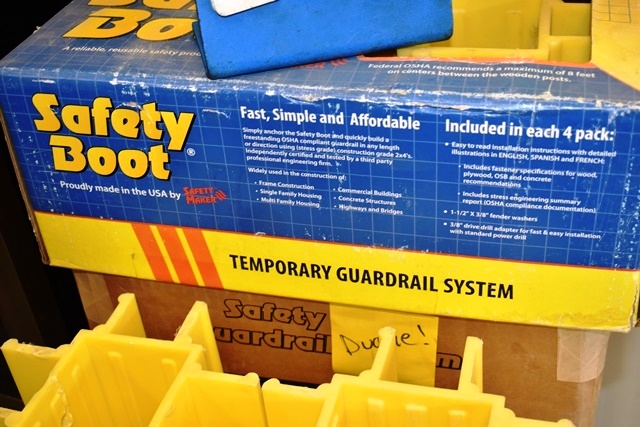 Boot
A reliable, reusable safety
Federal OSHA recommends a maximum of 8 feet
on centers between the wooden posts.
Safety
Boot®
Proudly made in the USA by SAFETY MAKER
Fast, Simple and Affordable
Simply anchor the Safety Boot and quickly build a
freestanding OSHA compliant guardrail in any length
or direction using (stress grade) construction grade 2x4's.
Independently certified and tested by a third party
professional engineering firm.
Widely used in the construction of:
• Frame Construction
• Single Family Housing
• Multi Family Housing
• Commercial Buildings
• Concrete Structures
• Highways and Bridges
Included in each 4 pack:
• Easy to read installation instructions with detailed
illustrations in ENGLISH, SPANISH and FRENCH
• Includes fastener specifications for wood,
plywood, OSB and concrete
recommendations
• Includes stress engineering summary
report (OSHA compliance documentation)
• 1-1/2" X 3/8" fender washers
• 3/8" drive drill adapter for fast & easy installation
with standard power drill
TEMPORARY GUARDRAIL SYSTEM
Safety
uardrail
m